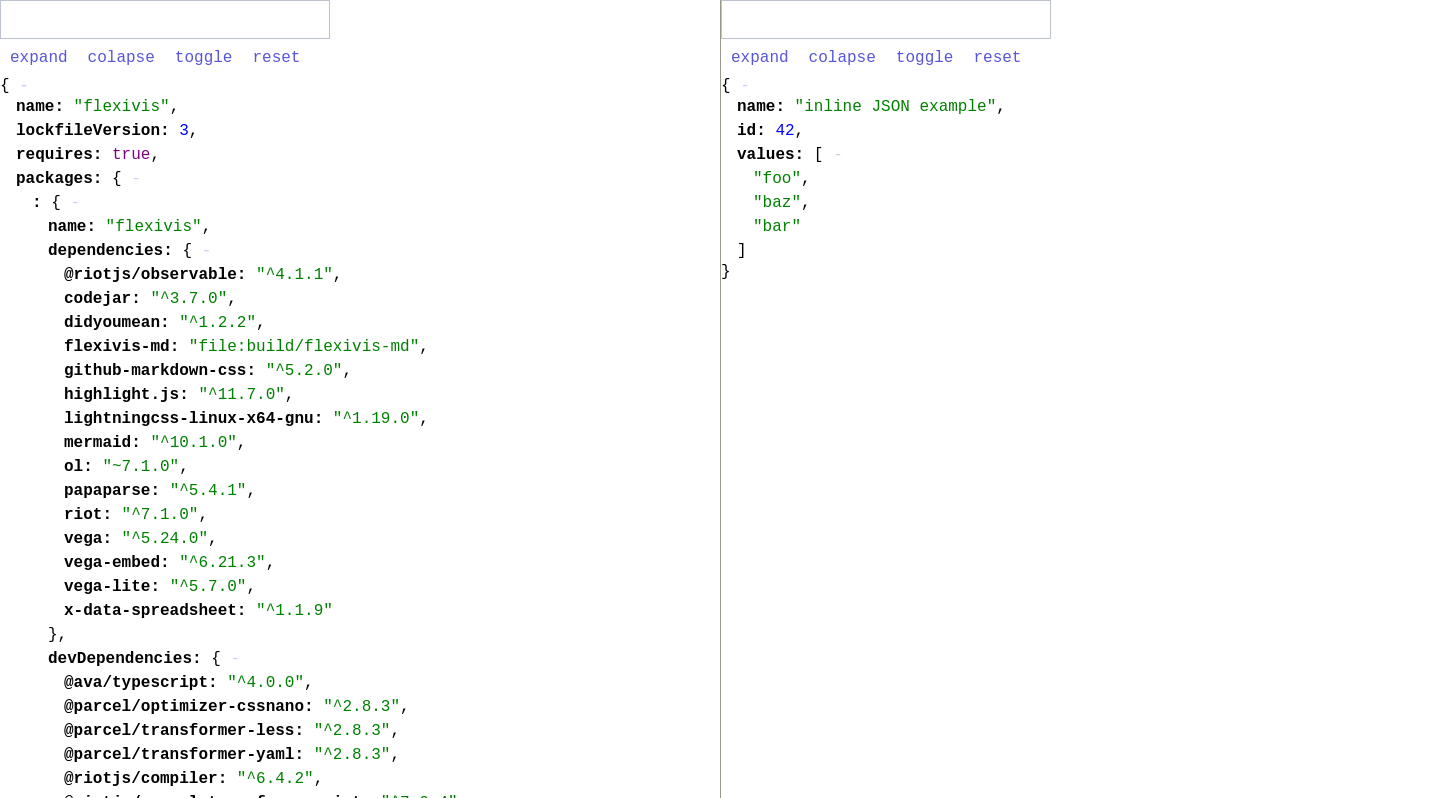 expand colapse toggle reset
{ -
name: "flexivis",
lockfileVersion: 3,
requires: true,
packages: { -
: { -
name: "flexivis",
dependencies: { -
@riotjs/observable: "^4.1.1",
codejar: "^3.7.0",
didyoumean: "^1.2.2",
flexivis-md: "file:build/flexivis-md",
github-markdown-css: "^5.2.0",
highlight.js: "^11.7.0",
lightningcss-linux-x64-gnu: "^1.19.0",
mermaid: "^10.1.0",
ol: "~7.1.0",
papaparse: "^5.4.1",
riot: "^7.1.0",
vega: "^5.24.0",
vega-embed: "^6.21.3",
vega-lite: "^5.7.0",
x-data-spreadsheet: "^1.1.9"
},
devDependencies: { -
@ava/typescript: "^4.0.0",
@parcel/optimizer-cssnano: "^2.8.3",
@parcel/transformer-less: "^2.8.3",
@parcel/transformer-yaml: "^2.8.3",
@riotjs/compiler: "^6.4.2",
expand colapse toggle reset
{ -
name: "inline JSON example",
id: 42,
values: [ -
"foo",
"baz",
"bar"
]
}